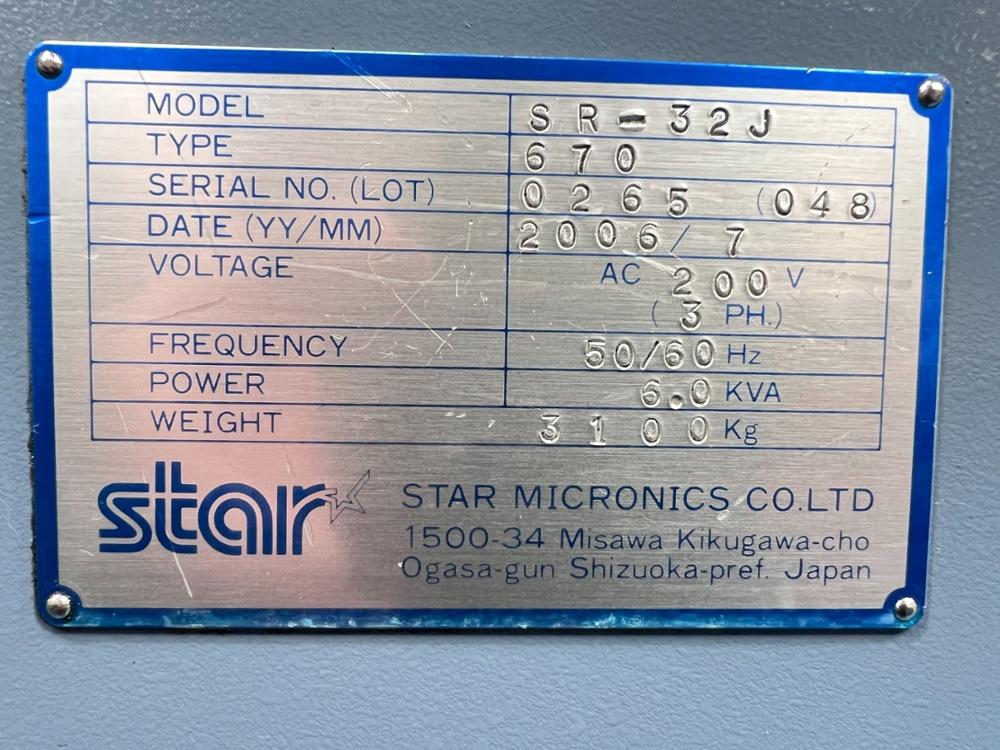 MODEL SR-32J
TYPE 670
SERIAL NO. (LOT) 0265 (048)
DATE (YY/MM) 2006/7
VOLTAGE AC 200 V
(3 PH.)
FREQUENCY 50/60 Hz
POWER 6.0 KVA
WEIGHT 3100 Kg
star STAR MICRONICS CO.LTD
1500-34 Misawa Kikugawa-cho
Ogasa-gun Shizuoka-pref. Japan